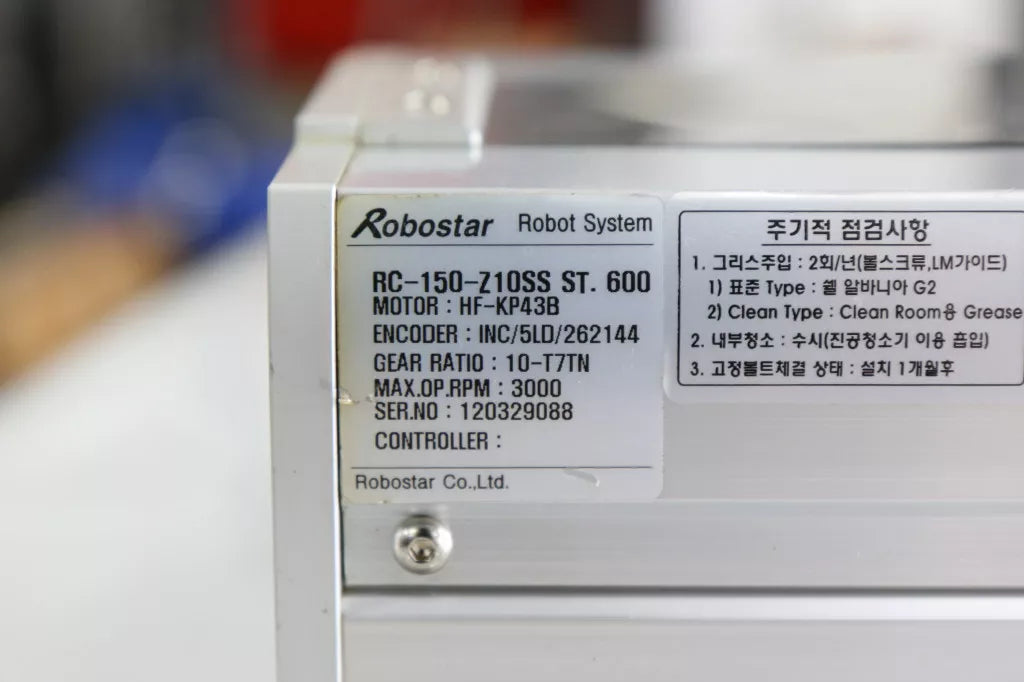 Robostar Robot System
RC-150-Z10SS ST. 600
MOTOR : HF-KP43B
ENCODER : INC/5LD/262144
GEAR RATIO : 10-T7TN
MAX.OP.RPM : 3000
SER.NO : 120329088
CONTROLLER :
Robostar Co.,Ltd.
주기적 점검사항
1. 그리스주입 : 2회/년(볼스크류,LM가이드)
1) 표준 Type : 쉘 알바니아 G2
2) Clean Type : Clean Room용 Grease
2. 내부청소 : 수시(진공청소기 이용 흡입)
3. 고정볼트체결 상태 : 설치 1개월후